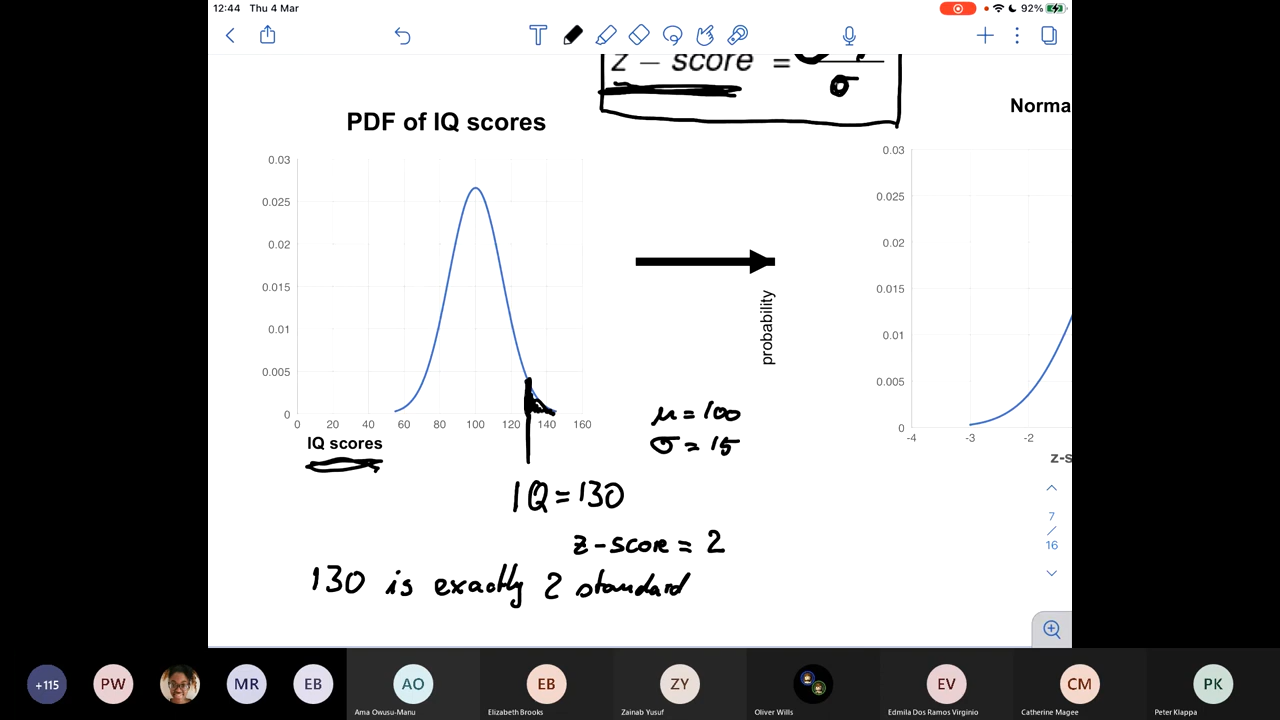 12:44 Thu 4 Mar
92%
z – score =
σ
PDF of IQ scores
Norma
0.03
0.025
0.02
0.015
0.01
0.005
0
0 20 40 60 80 100 120 140 160
IQ scores
probability
0.03
0.025
0.02
0.015
0.01
0.005
0
-4 -3 -2
z-s
μ = 100
σ = 15
IQ = 130
z-score = 2
130 is exactly 2 standard
7
/
16
+115
PW
MR
EB
AO
Ama Owusu-Manu
EB
Elizabeth Brooks
ZY
Zainab Yusuf
Oliver Wills
EV
Edmila Dos Ramos Virginio
CM
Catherine Magee
PK
Peter Klappa